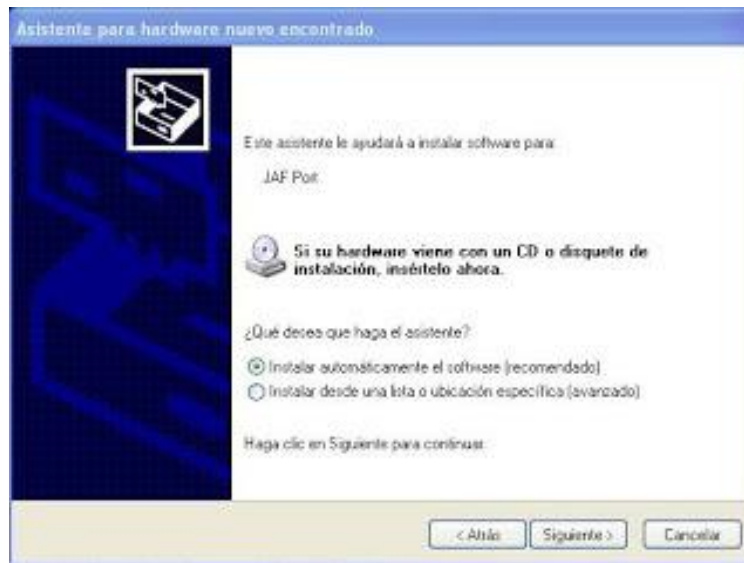 Asistente para hardware nuevo encontrado
Este asistente le ayudará a instalar software para:
JAF Port
Si su hardware viene con un CD o disquete de
instalación, insértelo ahora.
¿Qué desea que haga el asistente?
Instalar automáticamente el software (recomendado)
Instalar desde una lista o ubicación específica (avanzado)
Haga clic en Siguiente para continuar.
< Atrás Siguiente > Cancelar